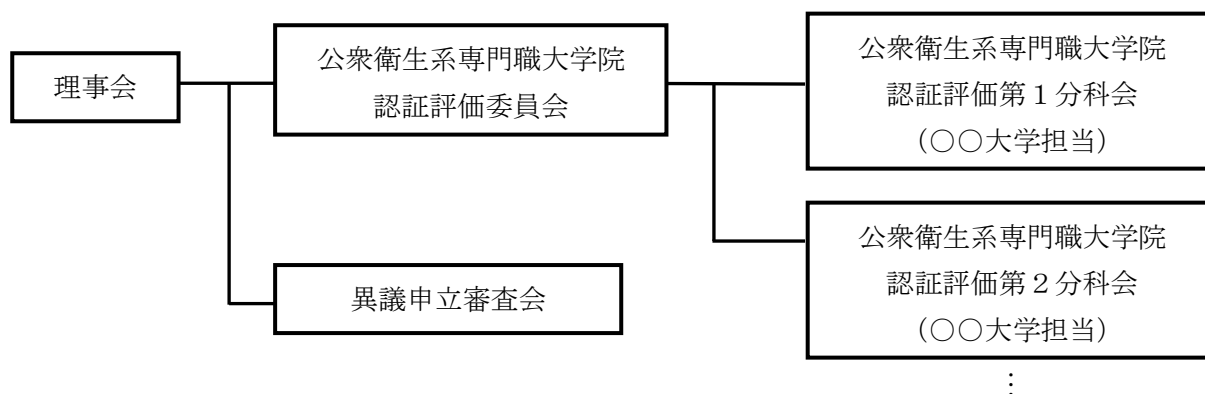 理事会
公衆衛生系専門職大学院
認証評価委員会
異議申立審査会
公衆衛生系専門職大学院
認証評価第１分科会
(○○大学担当)
公衆衛生系専門職大学院
認証評価第２分科会
(○○大学担当)
⋮